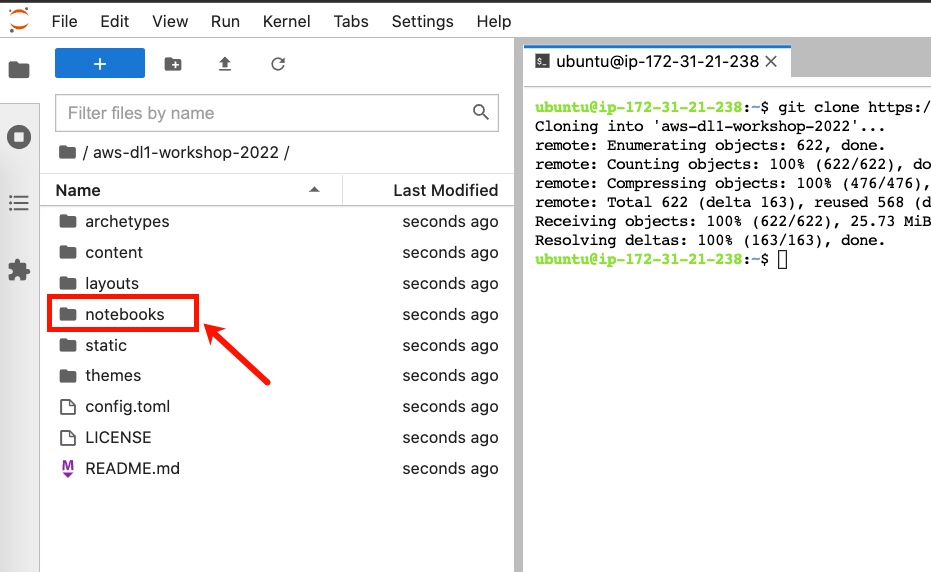 File Edit View Run Kernel Tabs Settings Help
+
Filter files by name
/ aws-dl1-workshop-2022 /
Name Last Modified
archetypes seconds ago
content seconds ago
layouts seconds ago
notebooks seconds ago
static seconds ago
themes seconds ago
config.toml seconds ago
LICENSE seconds ago
M README.md seconds ago
ubuntu@ip-172-31-21-238
ubuntu@ip-172-31-21-238:~$ git clone https:/
Cloning into 'aws-dl1-workshop-2022'...
remote: Enumerating objects: 622, done.
remote: Counting objects: 100% (622/622), do
remote: Compressing objects: 100% (476/476),
remote: Total 622 (delta 163), reused 568 (d
Receiving objects: 100% (622/622), 25.73 MiB
Resolving deltas: 100% (163/163), done.
ubuntu@ip-172-31-21-238:~$